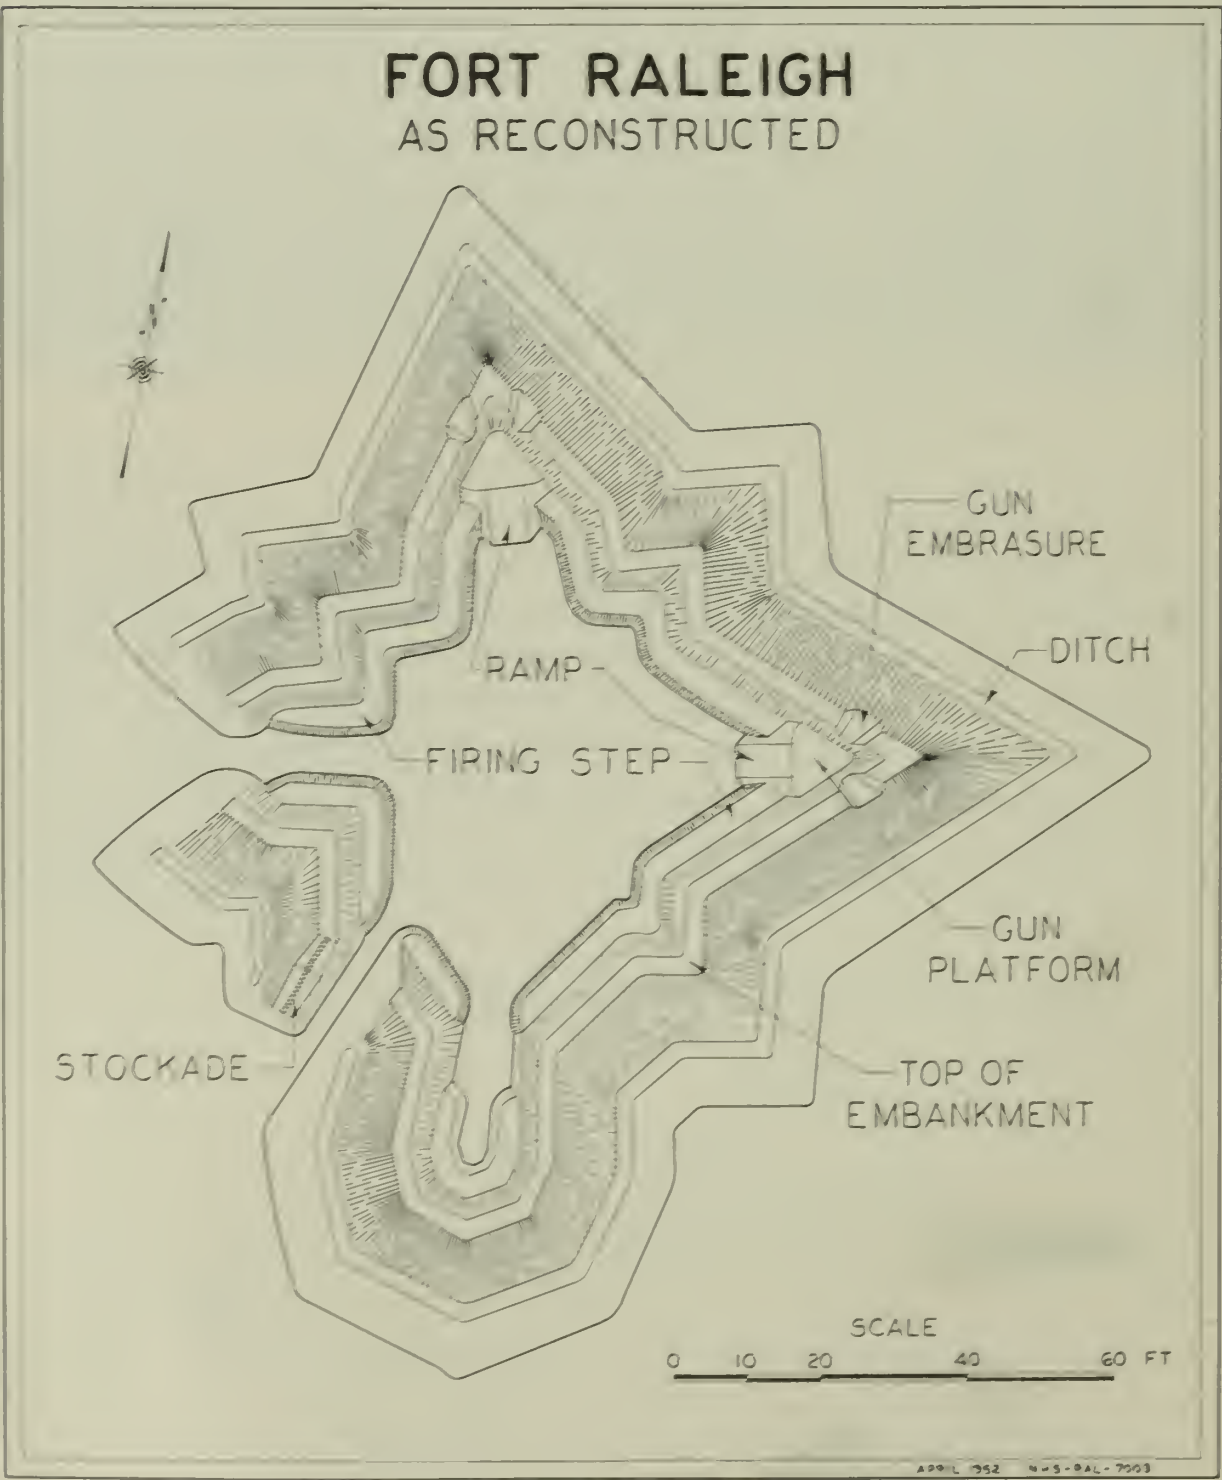 FORT RALEIGH
AS RECONSTRUCTED
GUN
EMBRASURE
DITCH
RAMP
FIRING STEP
GUN
PLATFORM
STOCKADE
TOP OF
EMBANKMENT
SCALE
0 10 20 40 60 FT
APRIL 1952